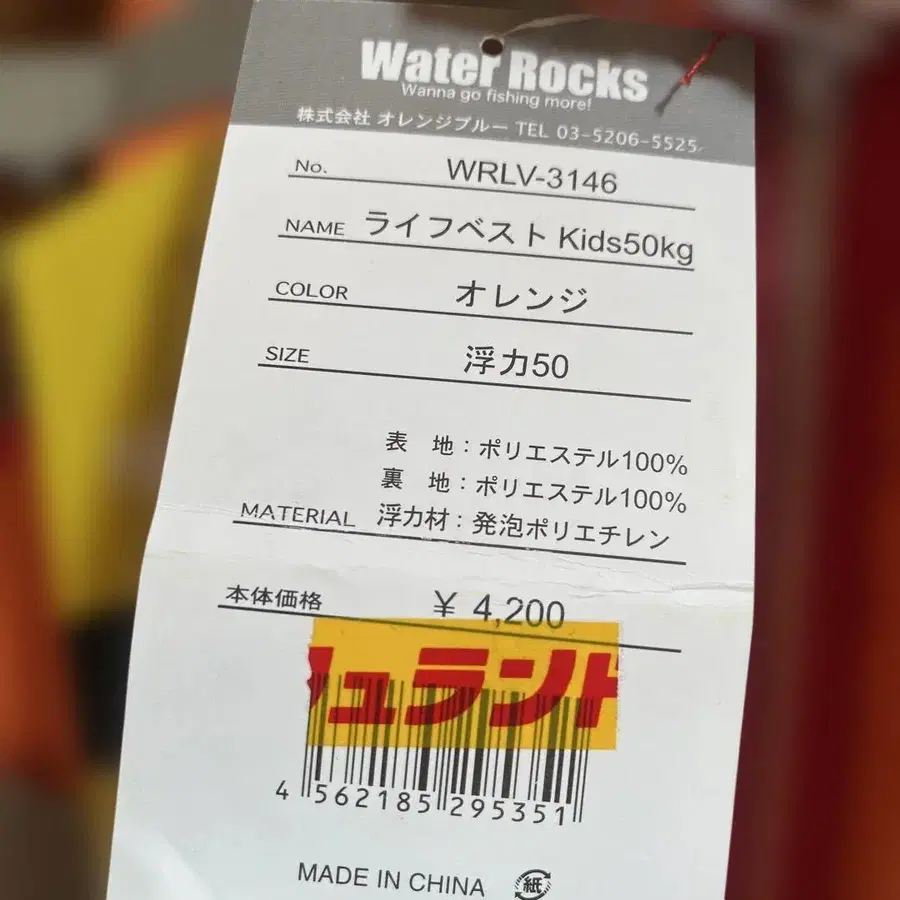 Water Rocks
Wanna go fishing more!
株式会社 オレンジブルー TEL 03-5206-5525
No. WRLV-3146
NAME ライフベスト Kids50kg
COLOR オレンジ
SIZE 浮力50
表 地：ポリエステル100%
裏 地：ポリエステル100%
MATERIAL 浮力材：発泡ポリエチレン
本体価格 ¥ 4,200
シュランド
4 562185 295351
MADE IN CHINA 紙